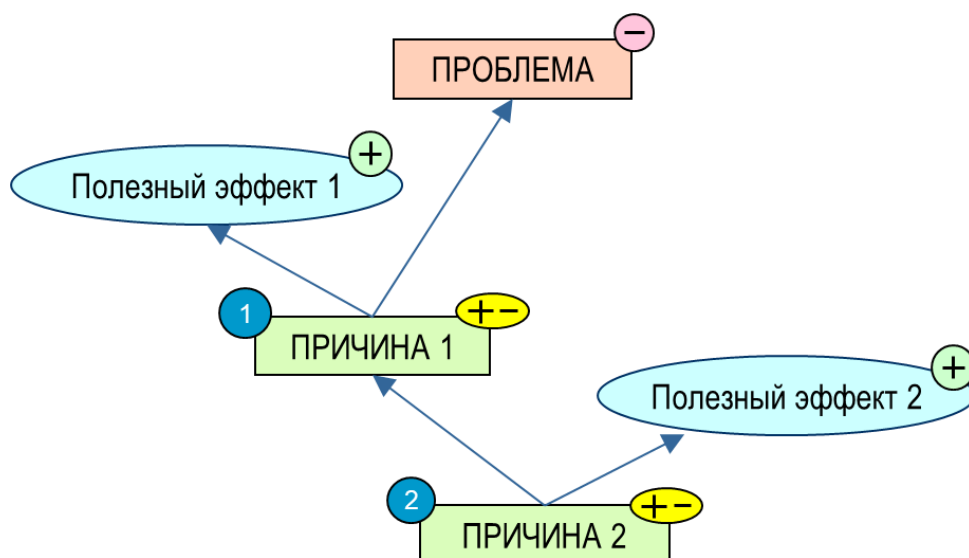 −
ПРОБЛЕМА
+
Полезный эффект 1
1
+−
ПРИЧИНА 1
+
Полезный эффект 2
2
+−
ПРИЧИНА 2